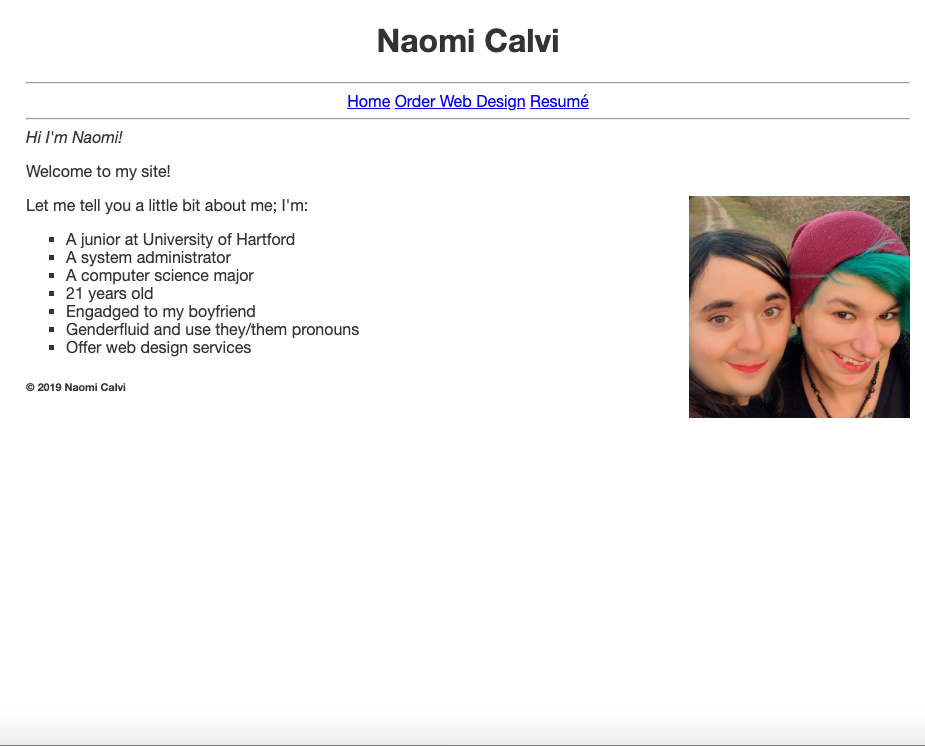 Naomi Calvi
Home Order Web Design Resumé
Hi I'm Naomi!
Welcome to my site!
Let me tell you a little bit about me; I'm:
A junior at University of Hartford
A system administrator
A computer science major
21 years old
Engadged to my boyfriend
Genderfluid and use they/them pronouns
Offer web design services
© 2019 Naomi Calvi